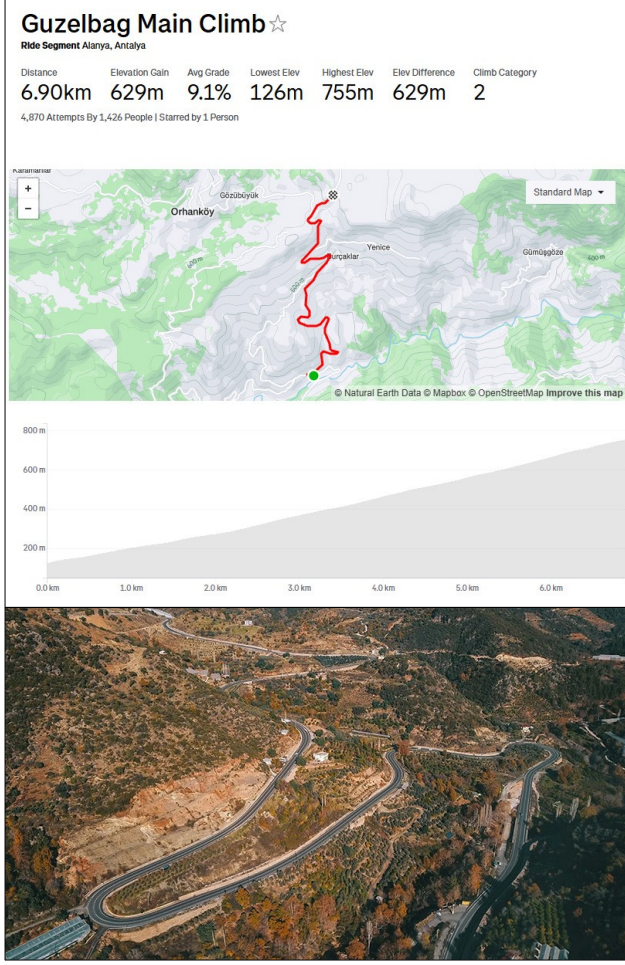 Guzelbag Main Climb
Ride Segment Alanya, Antalya
Distance Elevation Gain Avg Grade Lowest Elev Highest Elev Elev Difference Climb Category
6.90km 629m 9.1% 126m 755m 629m 2
4,870 Attempts By 1,426 People | Starred by 1 Person
Karamanlar
+
−
Standard Map
Gözübüyük
Orhanköy
Yenice
urçaklar
Gümüşgöze
600 m
600 m
600 m
© Natural Earth Data © Mapbox © OpenStreetMap Improve this map
800 m
600 m
400 m
200 m
0.0 km 1.0 km 2.0 km 3.0 km 4.0 km 5.0 km 6.0 km